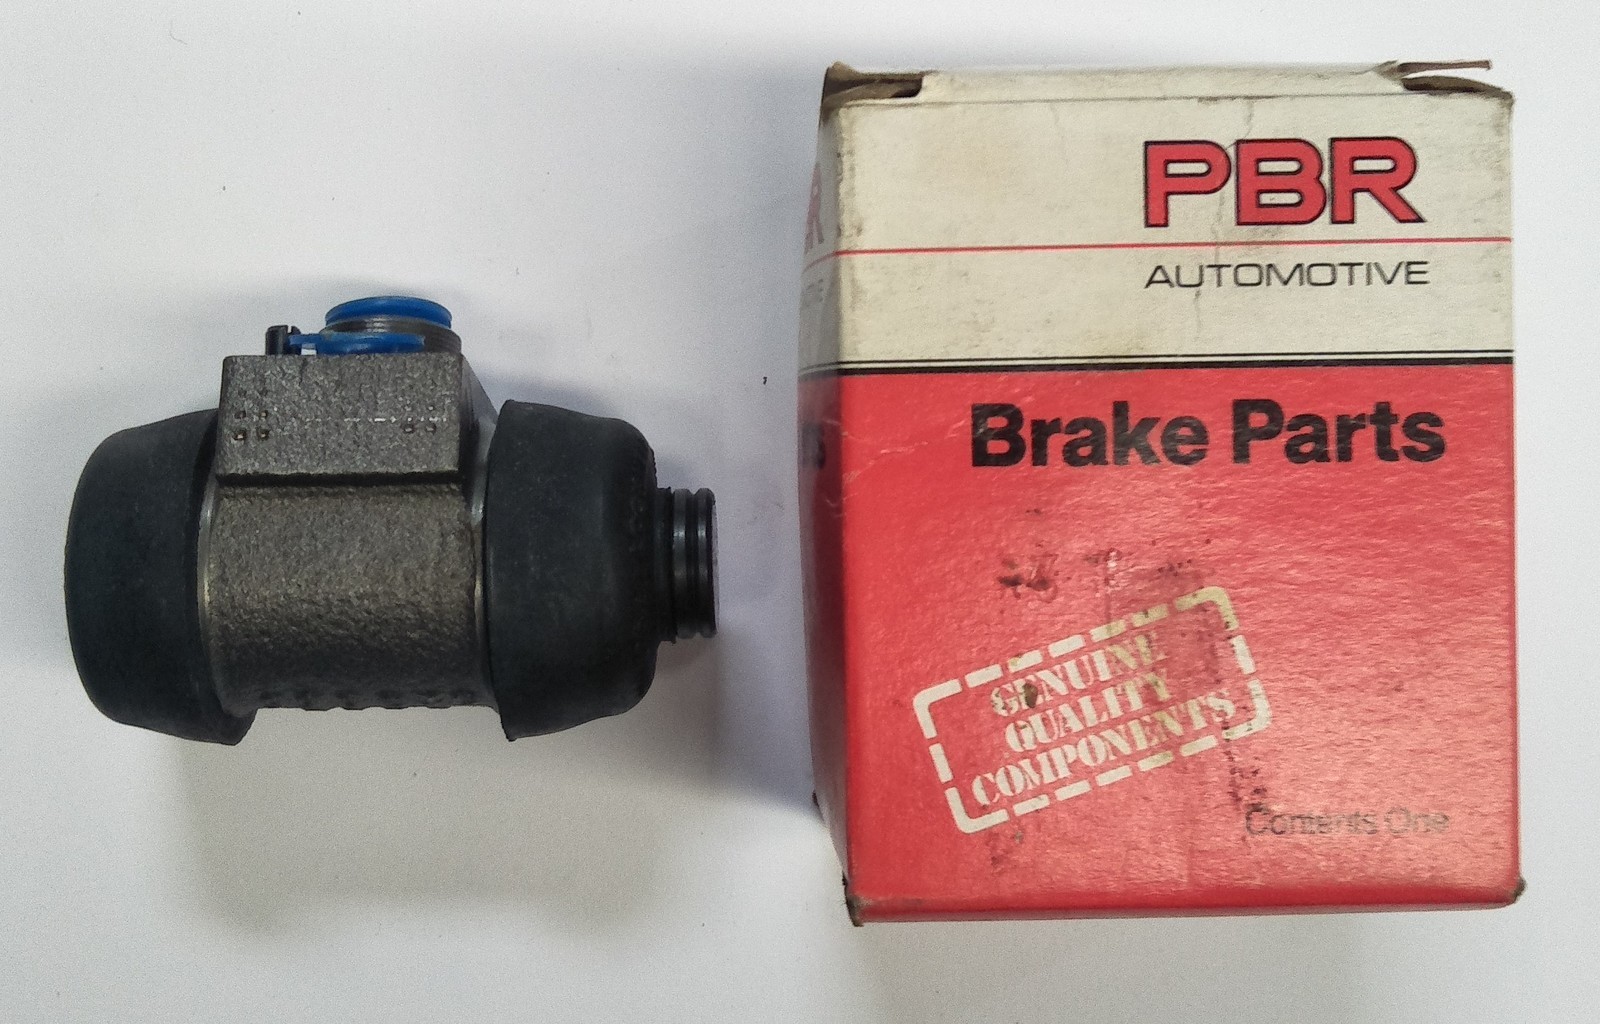 PBR
AUTOMOTIVE
Brake Parts
GENUINE
QUALITY
COMPONENTS
Contents One